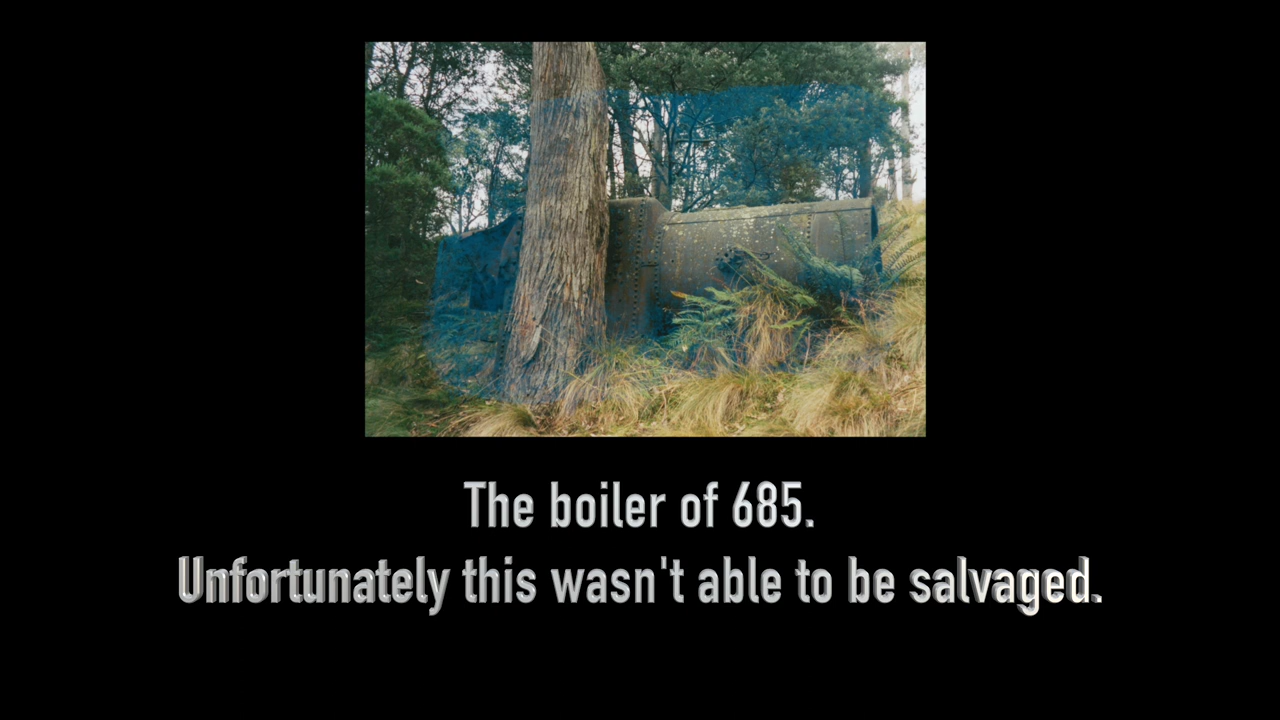 The boiler of 685.
Unfortunately this wasn't able to be salvaged.